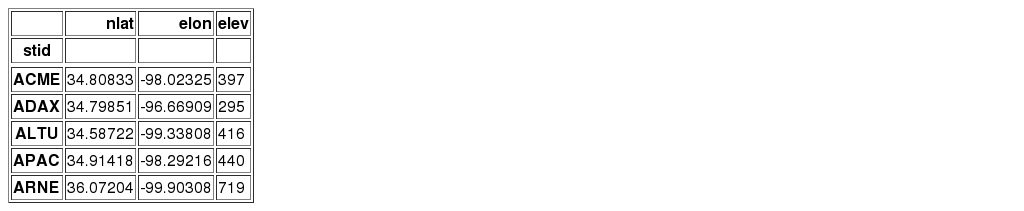 nlat elon elev
stid
ACME 34.80833 -98.02325 397
ADAX 34.79851 -96.66909 295
ALTU 34.58722 -99.33808 416
APAC 34.91418 -98.29216 440
ARNE 36.07204 -99.90308 719